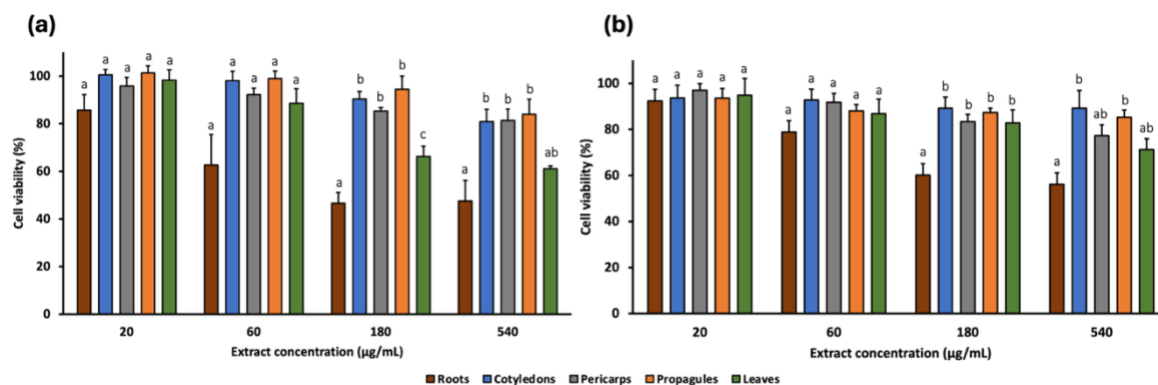 (a)
Cell viability (%)
100
80
60
40
20
0
a a a a a
a a a a a
a b b b c
a b b b ab
20 60 180 540
Extract concentration (µg/mL)
(b)
Cell viability (%)
100
80
60
40
20
0
a a a a a
a a a a a
a b b b b
a b ab b ab
20 60 180 540
Extract concentration (µg/mL)
Roots Cotyledons Pericarps Propagules Leaves